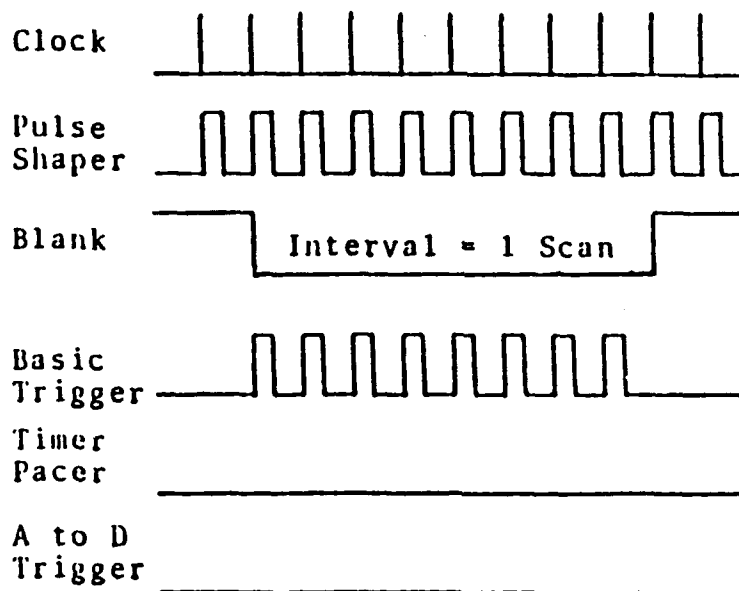 Clock
Pulse
Shaper
Blank
Interval = 1 Scan
Basic
Trigger
Timer
Pacer
A to D
Trigger